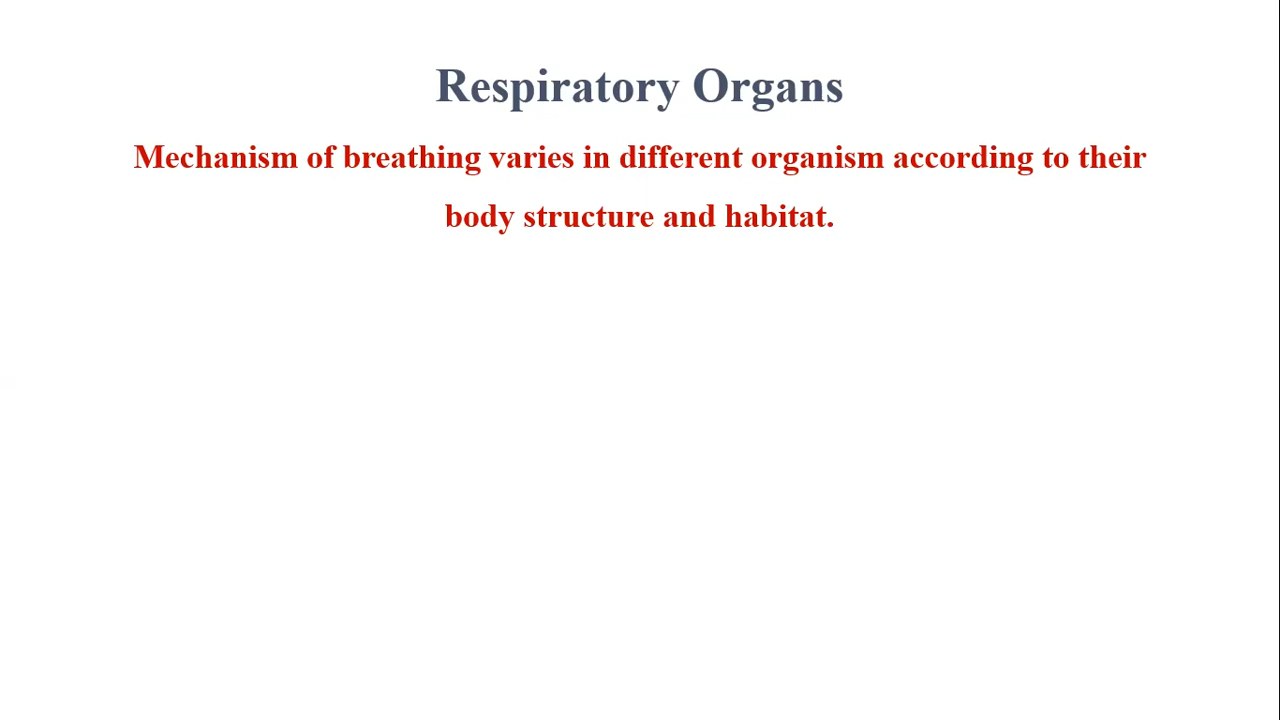 Respiratory Organs
Mechanism of breathing varies in different organism according to their
body structure and habitat.